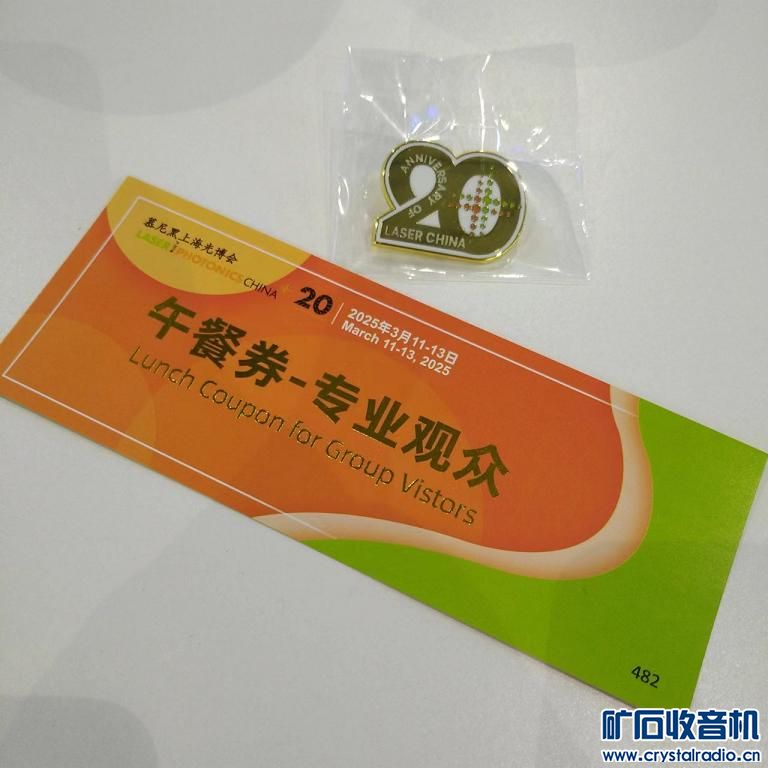 20
ANNIVERSARY OF
LASER CHINA
慕尼黑上海光博会
LASER World of PHOTONICS CHINA
20
2025年3月11-13日
March 11-13, 2025
午餐券-专业观众
Lunch Coupon for Group Vistors
482
矿石收音机
www.crystalradio.cn